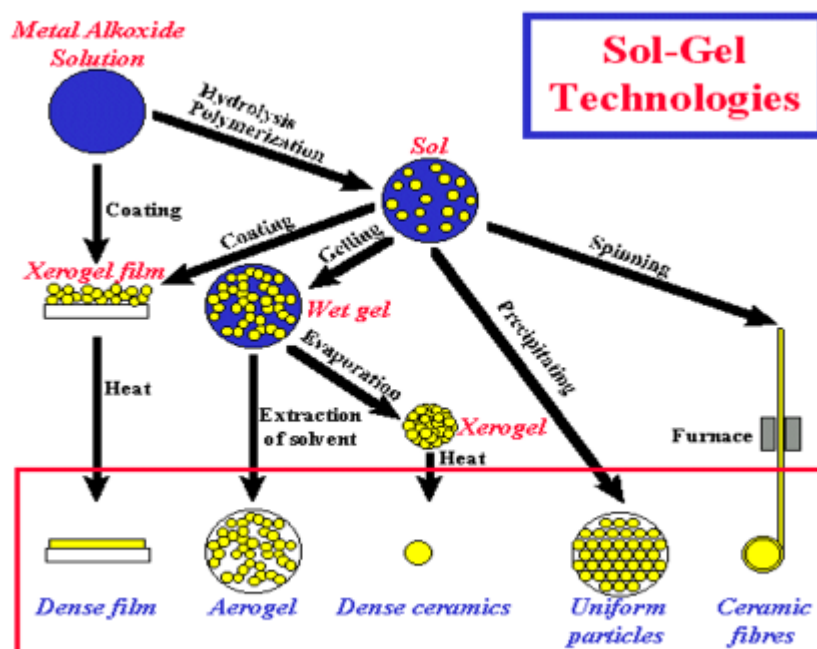 Metal Alkoxide
Solution
Sol-Gel
Technologies
Hydrolysis
Polymerization
Sol
Coating
Coating
Gelling
Spinning
Xerogel film
Wet gel
Precipitating
Evaporation
Heat
Extraction
of solvent
Xerogel
Furnace
Heat
Dense film
Aerogel
Dense ceramics
Uniform
particles
Ceramic
fibres